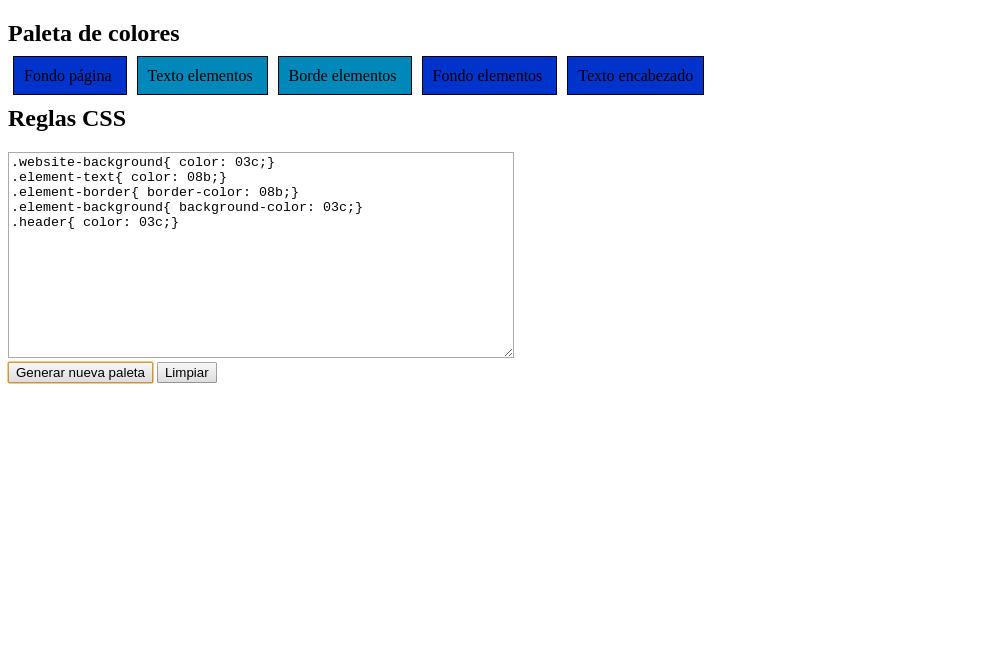 Paleta de colores
Fondo página Texto elementos Borde elementos Fondo elementos Texto encabezado
Reglas CSS
.website-background{ color: 03c;}
.element-text{ color: 08b;}
.element-border{ border-color: 08b;}
.element-background{ background-color: 03c;}
.header{ color: 03c;}
Generar nueva paleta Limpiar